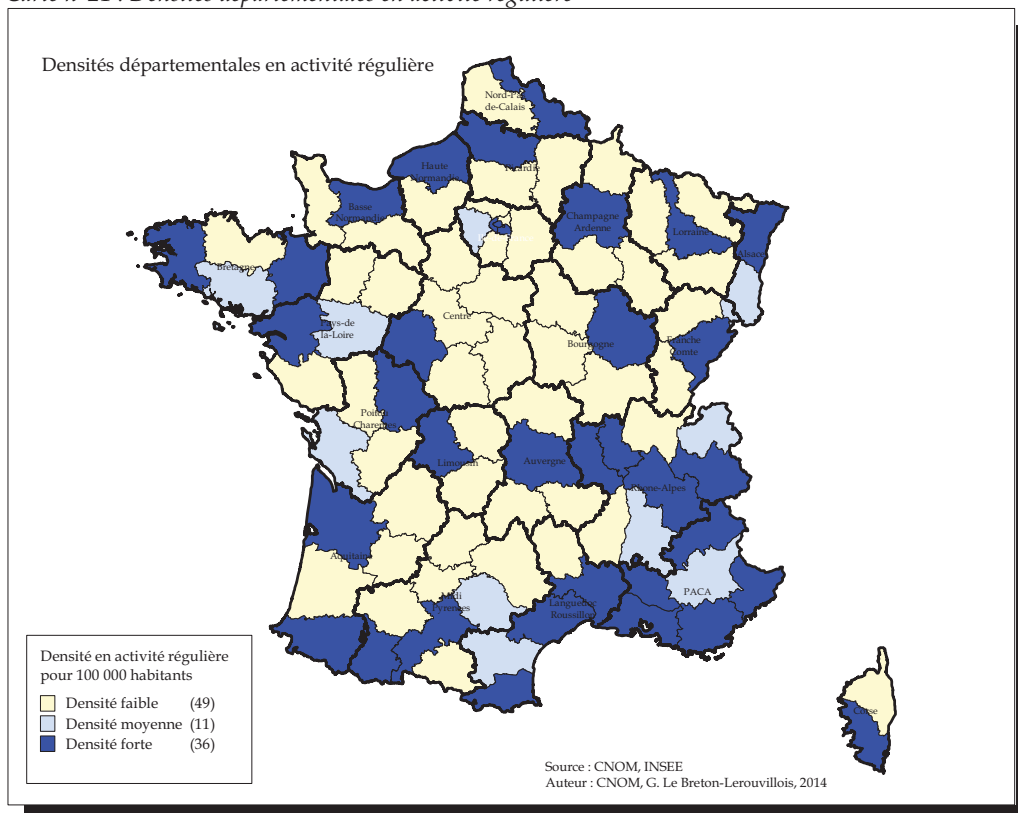 Densités départementales en activité régulière
Nord-Pas
de-Calais
Haute
Normandie
Picardie
Basse
Normandie
Champagne
Ardenne
Lorraine
Alsace
Bretagne
Pays-de
la-Loire
Centre
Bourgogne
Franche
Comte
Poitou
Charentes
Limousin
Auvergne
Rhone-Alpes
Aquitaine
Midi
Pyrenees
Languedoc
Roussillon
PACA
Corse
Densité en activité régulière
pour 100 000 habitants
Densité faible (49)
Densité moyenne (11)
Densité forte (36)
Source : CNOM, INSEE
Auteur : CNOM, G. Le Breton-Lerouvillois, 2014